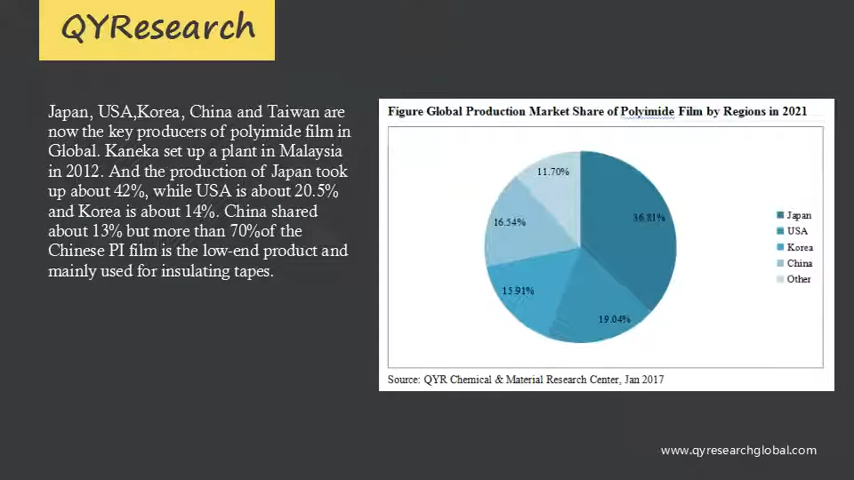 QYResearch
Japan, USA,Korea, China and Taiwan are
now the key producers of polyimide film in
Global. Kaneka set up a plant in Malaysia
in 2012. And the production of Japan took
up about 42%, while USA is about 20.5%
and Korea is about 14%. China shared
about 13% but more than 70%of the
Chinese PI film is the low-end product and
mainly used for insulating tapes.
Figure Global Production Market Share of Polyimide Film by Regions in 2021
11.70%
36.81%
16.54%
15.91%
19.04%
Japan
USA
Korea
China
Other
Source: QYR Chemical & Material Research Center, Jan 2017
www.qyresearchglobal.com